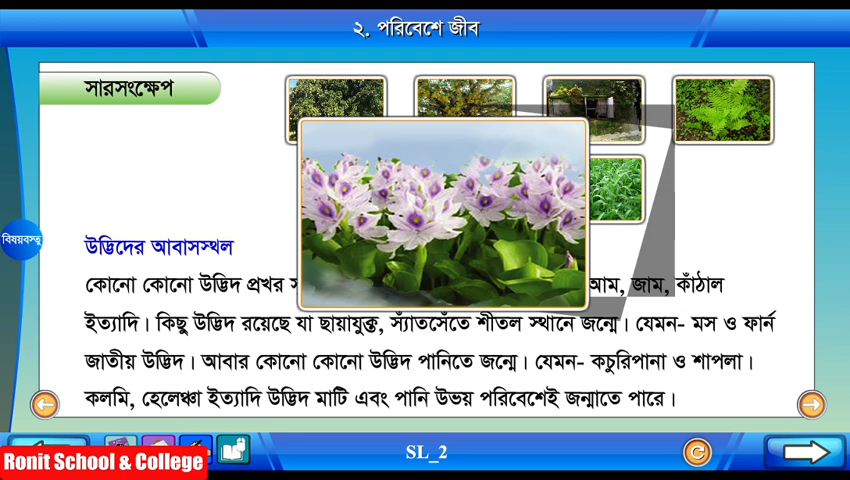 ২. পরিবেশে জীব
সারসংক্ষেপ
বিষয়বস্তু
উদ্ভিদের আবাসস্থল
কোনো কোনো উদ্ভিদ প্রখর আম, জাম, কাঁঠাল
ইত্যাদি। কিছু উদ্ভিদ রয়েছে যা ছায়াযুক্ত, স্যাঁতসেঁতে শীতল স্থানে জন্মে। যেমন- মস ও ফার্ন
জাতীয় উদ্ভিদ। আবার কোনো কোনো উদ্ভিদ পানিতে জন্মে। যেমন- কচুরিপানা ও শাপলা।
কলমি, হেলেঞ্চা ইত্যাদি উদ্ভিদ মাটি এবং পানি উভয় পরিবেশেই জন্মাতে পারে।
SL_2
Ronit School & College